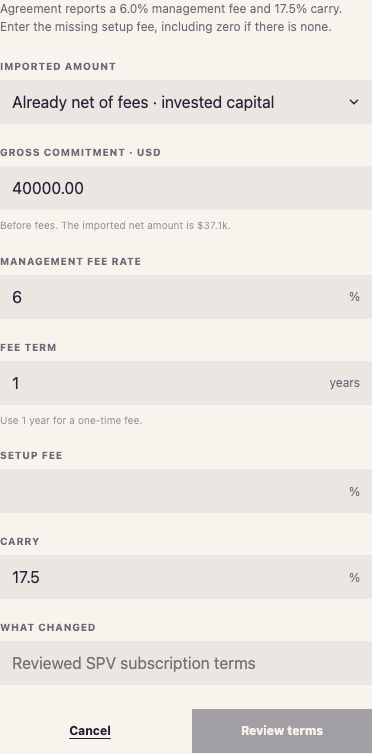 Agreement reports a 6.0% management fee and 17.5% carry.
Enter the missing setup fee, including zero if there is none.
IMPORTED AMOUNT
Already net of fees · invested capital
GROSS COMMITMENT · USD
40000.00
Before fees. The imported net amount is $37.1k.
MANAGEMENT FEE RATE
6 %
FEE TERM
1 years
Use 1 year for a one-time fee.
SETUP FEE
%
CARRY
17.5 %
WHAT CHANGED
Reviewed SPV subscription terms
Cancel Review terms